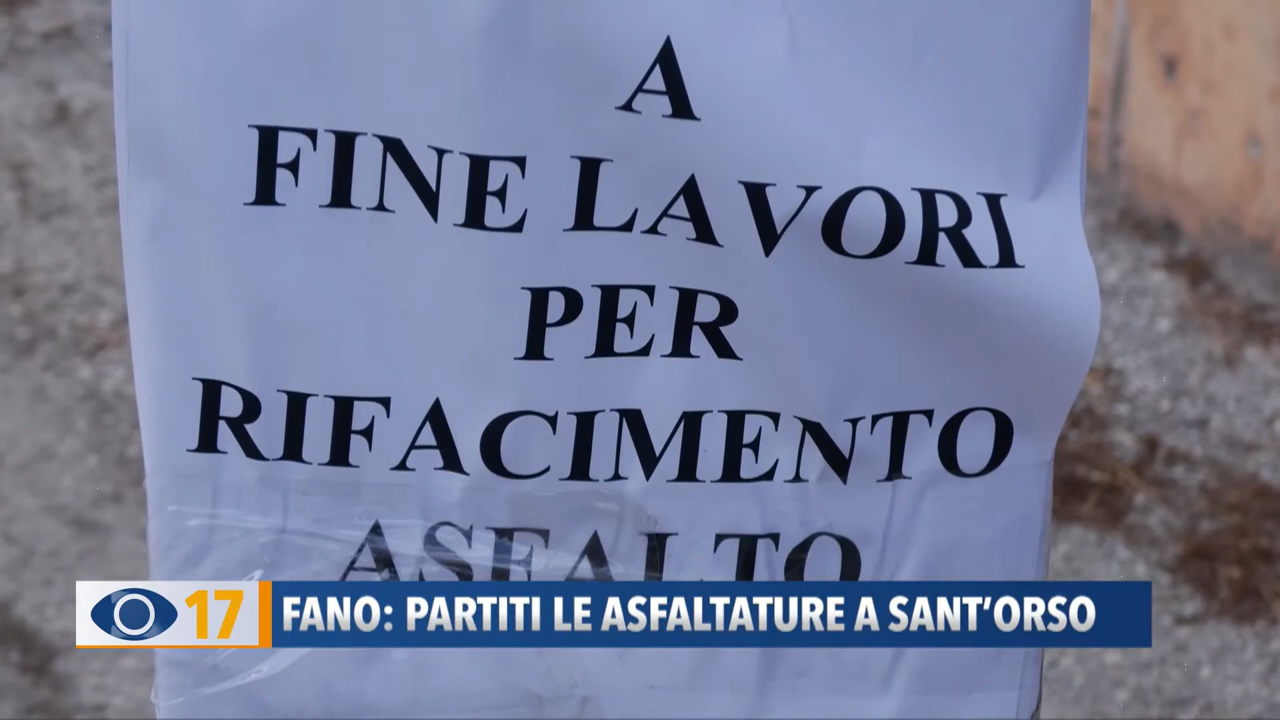 A
FINE LAVORI
PER
RIFACIMENTO
ASFALTO
17
FANO: PARTITI LE ASFALTATURE A SANT'ORSO